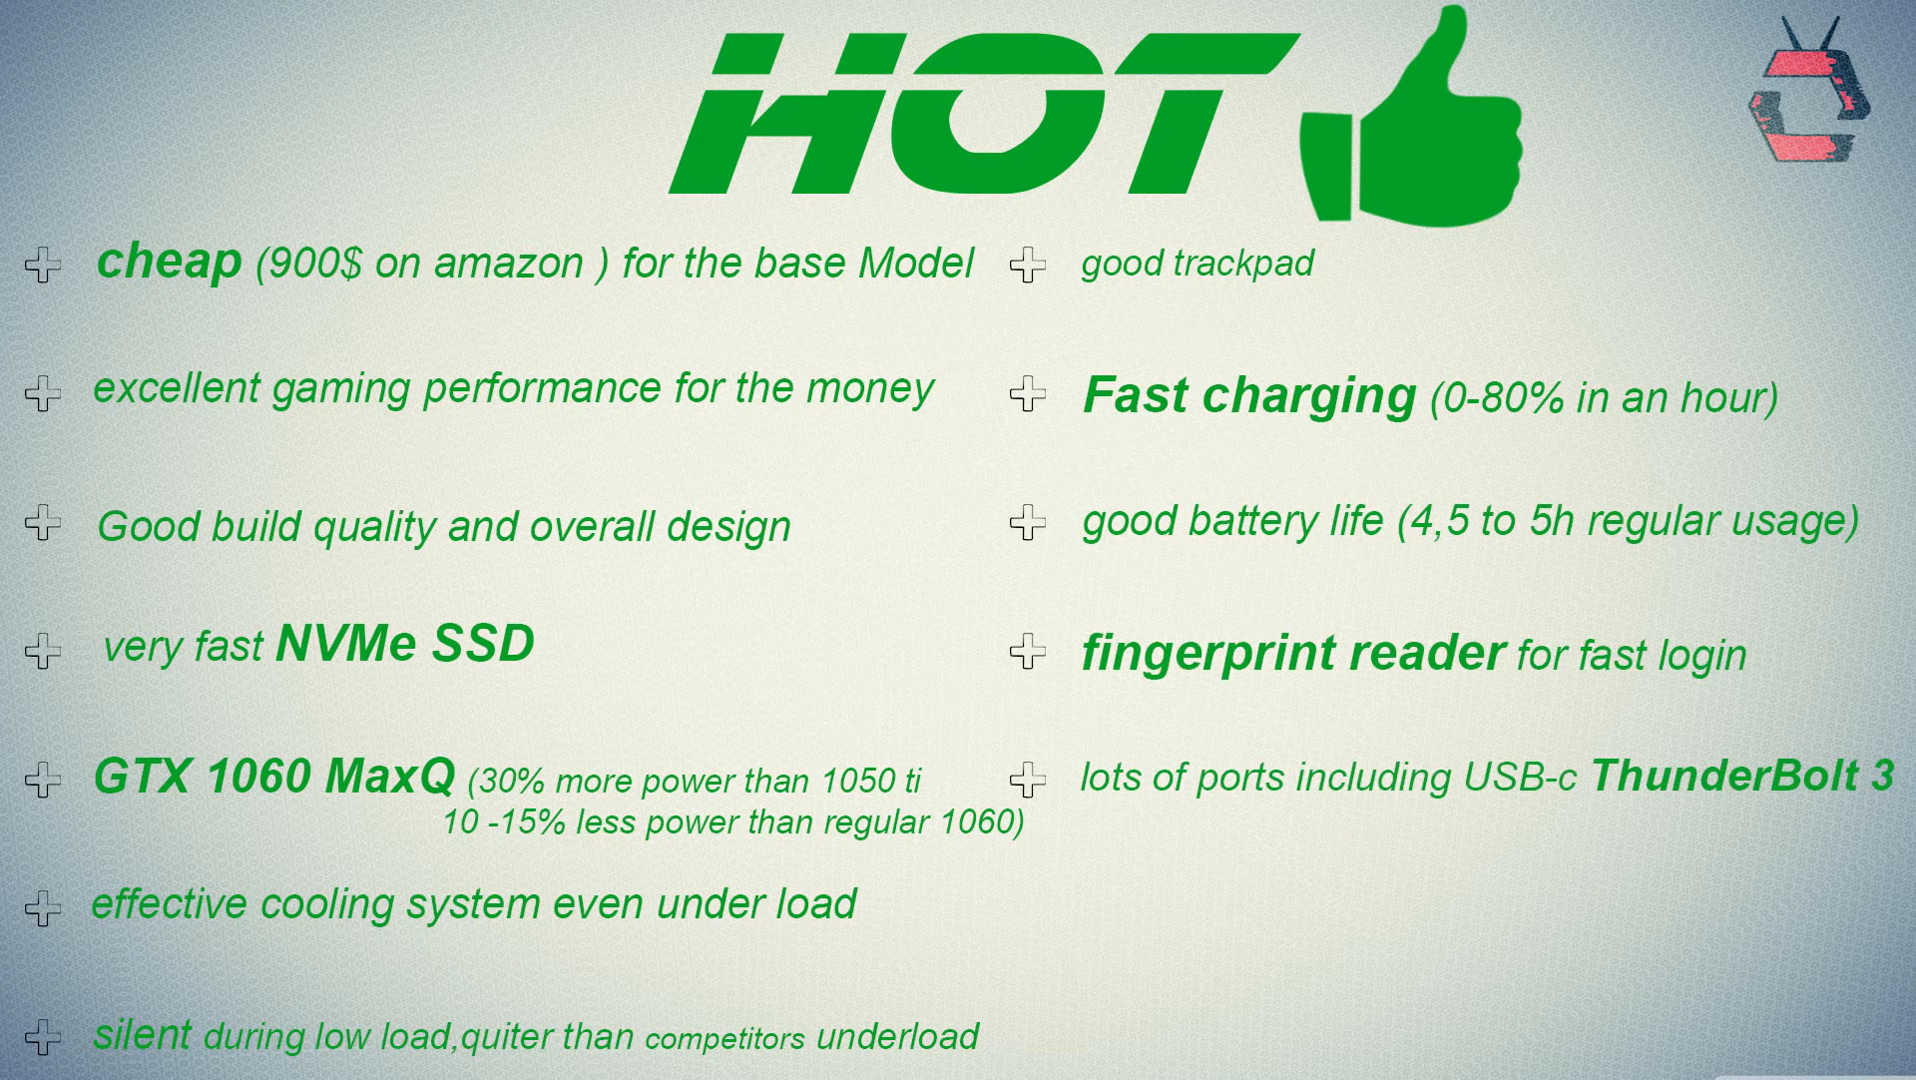 HOT
cheap (900$ on amazon ) for the base Model
excellent gaming performance for the money
Good build quality and overall design
very fast NVMe SSD
GTX 1060 MaxQ (30% more power than 1050 ti
10 -15% less power than regular 1060)
effective cooling system even under load
silent during low load,quiter than competitors underload
good trackpad
Fast charging (0-80% in an hour)
good battery life (4,5 to 5h regular usage)
fingerprint reader for fast login
lots of ports including USB-c ThunderBolt 3